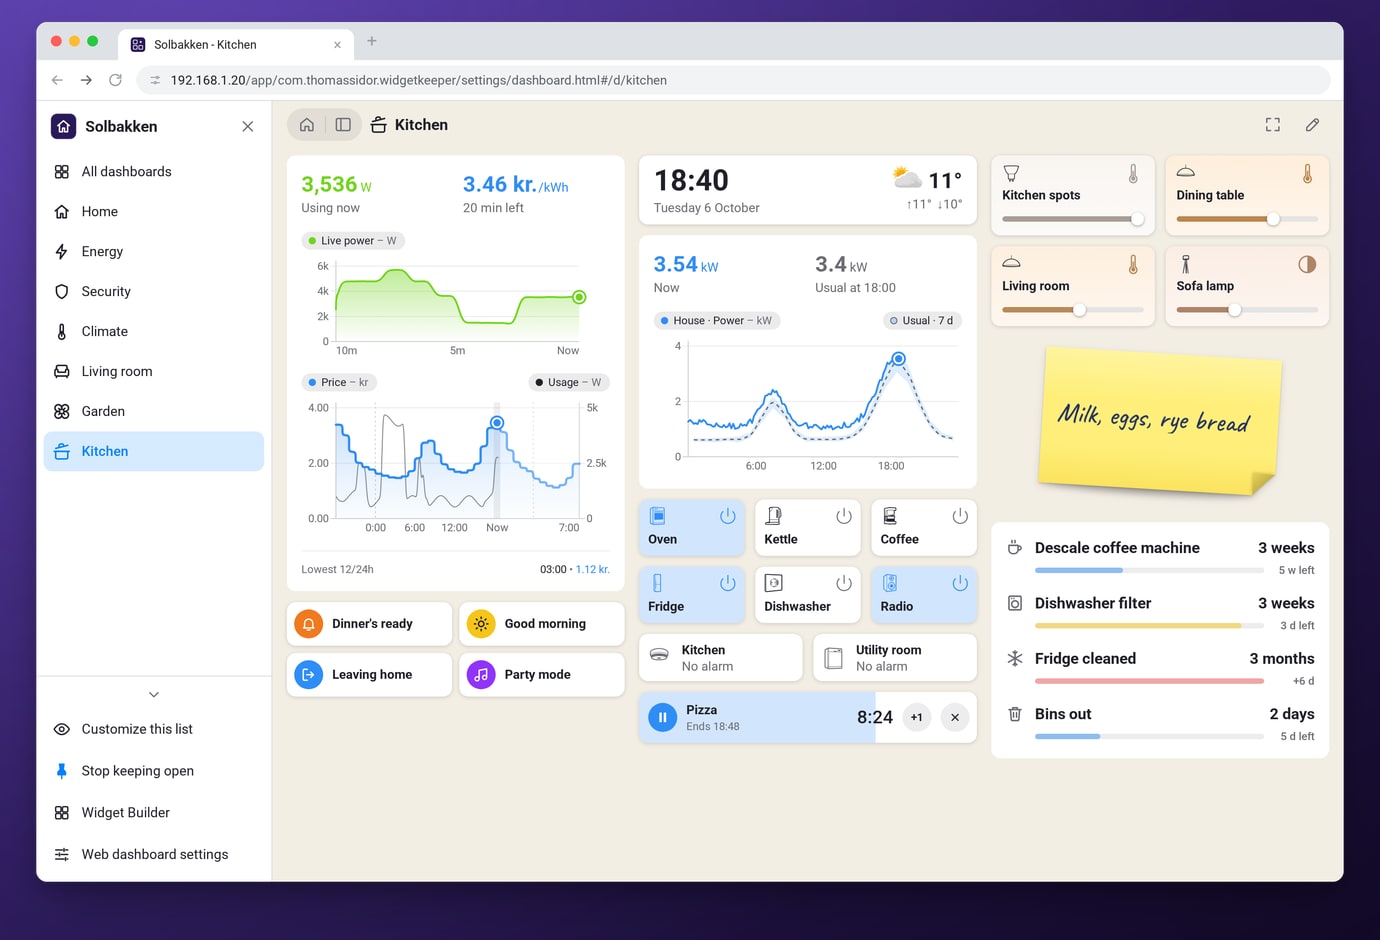 Solbakken - Kitchen
192.168.1.20/app/com.thomassidor.widgetkeeper/settings/dashboard.html#/d/kitchen
Solbakken
All dashboards
Home
Energy
Security
Climate
Living room
Garden
Kitchen
Customize this list
Stop keeping open
Widget Builder
Web dashboard settings
Kitchen
3,536 W
Using now
3.46 kr./kWh
20 min left
Live power – W
6k
4k
2k
0
10m
5m
Now
Price – kr
Usage – W
4.00
5k
2.00
2.5k
0.00
0
0:00
6:00
12:00
Now
7:00
Lowest 12/24h
03:00 • 1.12 kr.
Dinner's ready
Good morning
Leaving home
Party mode
18:40
Tuesday 6 October
11°
↑11° ↓10°
3.54 kW
Now
3.4 kW
Usual at 18:00
House · Power – kW
Usual · 7 d
4
2
0
6:00
12:00
18:00
Oven
Kettle
Coffee
Fridge
Dishwasher
Radio
Kitchen
No alarm
Utility room
No alarm
Pizza
Ends 18:48
8:24
+1
Kitchen spots
Dining table
Living room
Sofa lamp
Milk, eggs, rye bread
Descale coffee machine
3 weeks
5 w left
Dishwasher filter
3 weeks
3 d left
Fridge cleaned
3 months
+6 d
Bins out
2 days
5 d left